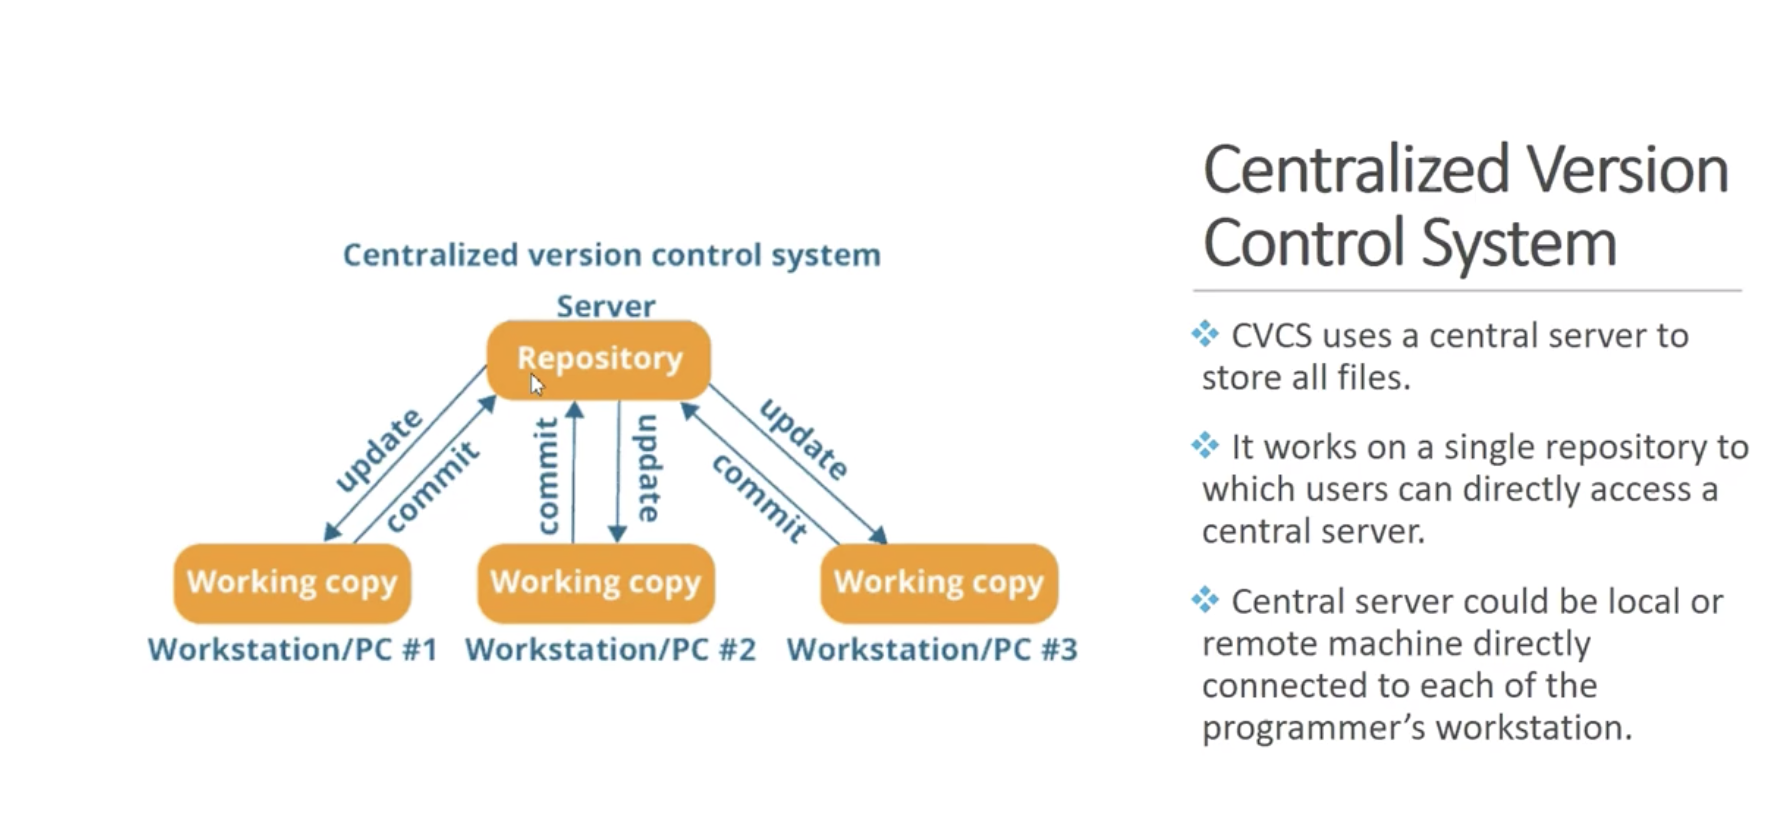 Centralized version control system
Server
Repository
update
commit
commit
update
update
commit
Working copy
Working copy
Working copy
Workstation/PC #1
Workstation/PC #2
Workstation/PC #3
Centralized Version
Control System
❖ CVCS uses a central server to
store all files.
❖ It works on a single repository to
which users can directly access a
central server.
❖ Central server could be local or
remote machine directly
connected to each of the
programmer’s workstation.